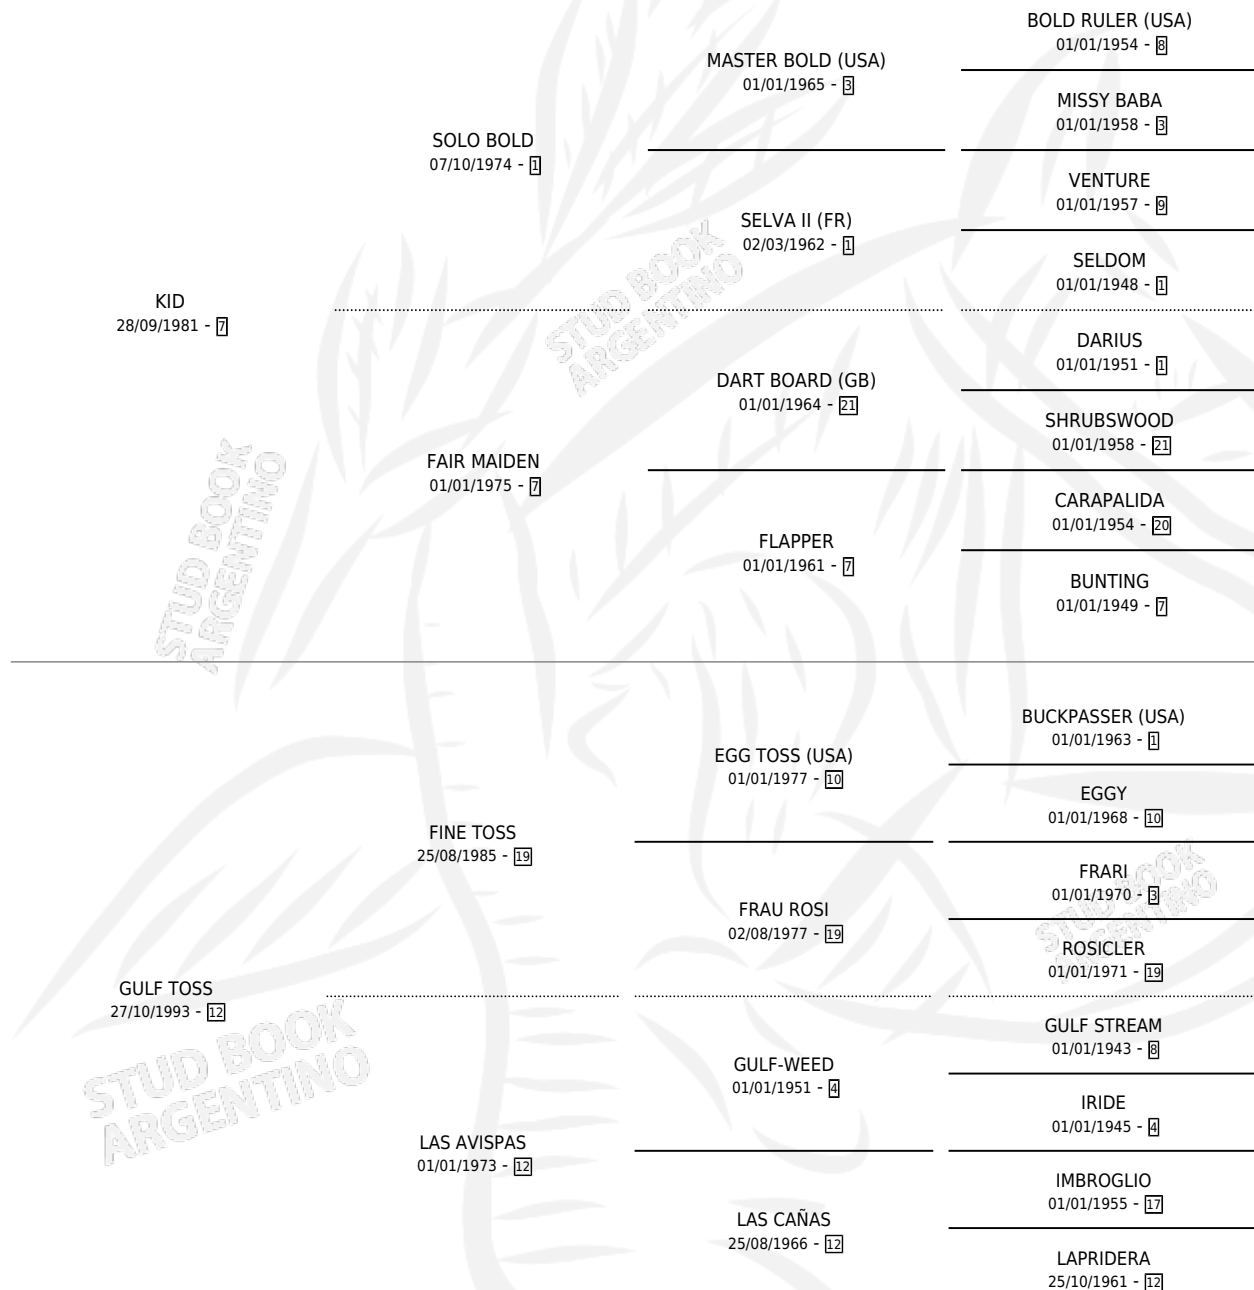 BOLD RULER (USA)
01/01/1954 - 8
MASTER BOLD (USA)
01/01/1965 - 3
MISSY BABA
01/01/1958 - 3
SOLO BOLD
07/10/1974 - 1
VENTURE
01/01/1957 - 9
SELVA II (FR)
02/03/1962 - 1
SELDOM
01/01/1948 - 1
KID
28/09/1981 - 7
DARIUS
01/01/1951 - 1
DART BOARD (GB)
01/01/1964 - 21
SHRUBSWOOD
01/01/1958 - 21
FAIR MAIDEN
01/01/1975 - 7
CARAPALIDA
01/01/1954 - 20
FLAPPER
01/01/1961 - 7
BUNTING
01/01/1949 - 7
BUCKPASSER (USA)
01/01/1963 - 1
EGG TOSS (USA)
01/01/1977 - 10
EGGY
01/01/1968 - 10
FINE TOSS
25/08/1985 - 19
FRARI
01/01/1970 - 3
FRAU ROSI
02/08/1977 - 19
ROSICLER
01/01/1971 - 19
GULF TOSS
27/10/1993 - 12
GULF STREAM
01/01/1943 - 8
GULF-WEED
01/01/1951 - 4
IRIDE
01/01/1945 - 4
LAS AVISPAS
01/01/1973 - 12
IMBROGLIO
01/01/1955 - 17
LAS CAÑAS
25/08/1966 - 12
LAPRIDERA
25/10/1961 - 12
STUD BOOK
ARGENTINO
STUD BOOK
ARGENTINO
STUD BOOK
ARGENTINO
STUD BOOK
ARGENTINO